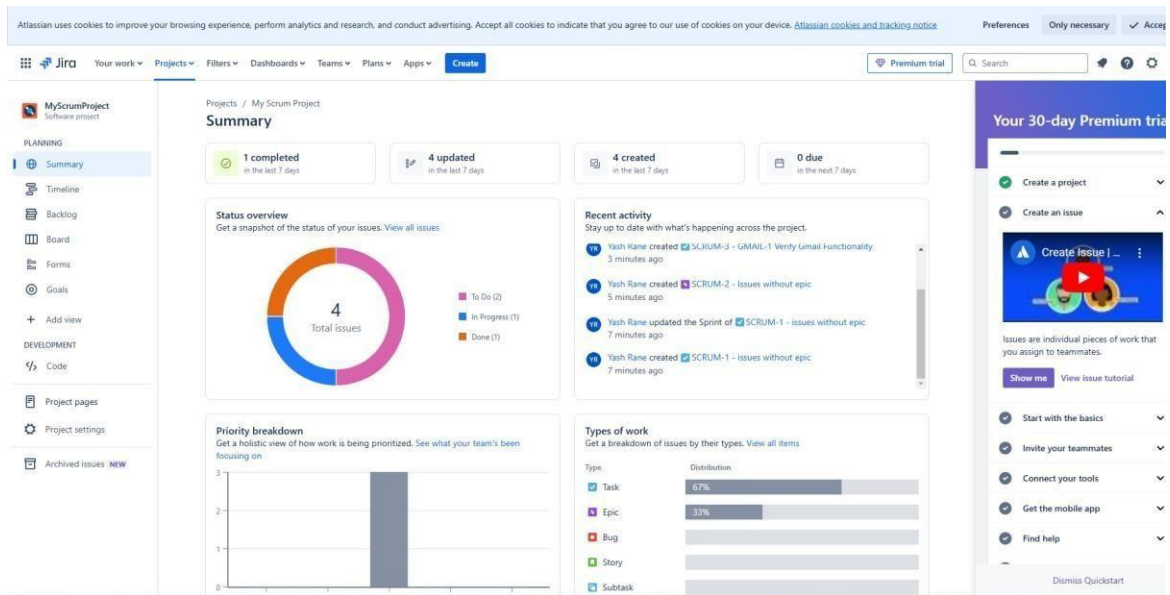 Atlassian uses cookies to improve your browsing experience, perform analytics and research, and conduct advertising. Accept all cookies to indicate that you agree to our use of cookies on your device. Atlassian cookies and tracking notice
Preferences Only necessary Accep
Jira Your work Projects Filters Dashboards Teams Plans Apps Create Premium trial Search
MyScrumProject
Software project
PLANNING
Summary
Timeline
Backlog
Board
Forms
Goals
Add view
DEVELOPMENT
Code
Project pages
Project settings
Archived issues NEW
Projects / My Scrum Project
Summary
1 completed
in the last 7 days
4 updated
in the last 7 days
4 created
in the last 7 days
0 due
in the next 7 days
Status overview
Get a snapshot of the status of your issues. View all issues
4
Total issues
To Do (2)
In Progress (1)
Done (1)
Recent activity
Stay up to date with what's happening across the project.
YR Yash Rane created SCRUM-3 - GMAIL-1 Verify Gmail Functionality
3 minutes ago
YR Yash Rane created SCRUM-2 - Issues without epic
5 minutes ago
YR Yash Rane updated the Sprint of SCRUM-1 - issues without epic
7 minutes ago
YR Yash Rane created SCRUM-1 - issues without epic
7 minutes ago
Priority breakdown
Get a holistic view of how work is being prioritized. See what your team's been
focusing on
3
2
1
0
Types of work
Get a breakdown of issues by their types. View all items
Type Distribution
Task 67%
Epic 33%
Bug
Story
Subtask
Your 30-day Premium tria
Create a project
Create an issue
Create Issue | ...
Issues are individual pieces of work that
you assign to teammates.
Show me View issue tutorial
Start with the basics
Invite your teammates
Connect your tools
Get the mobile app
Find help
Dismiss Quickstart